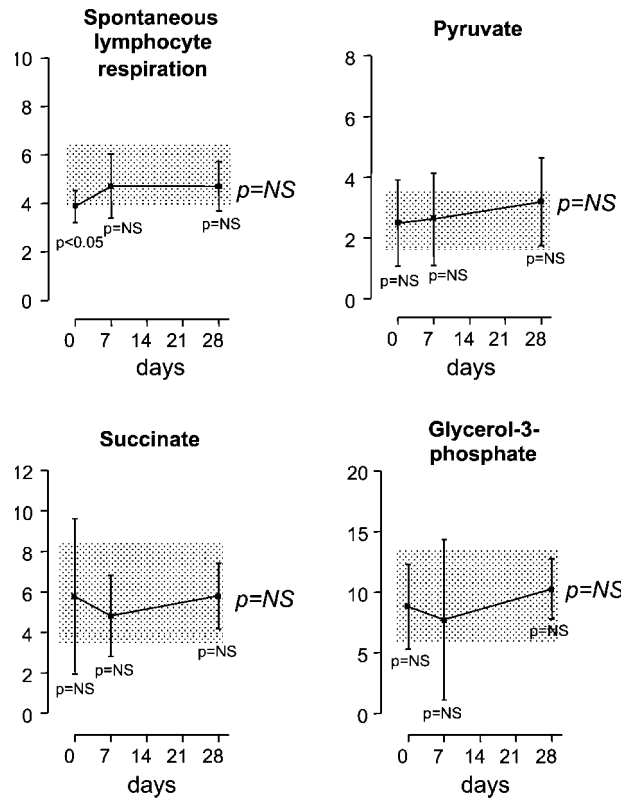 Spontaneous
lymphocyte
respiration
10
8
6
4
2
0
p<0.05
p=NS
p=NS
p=NS
0 7 14 21 28
days
Pyruvate
8
6
4
2
0
p=NS
p=NS
p=NS
p=NS
0 7 14 21 28
days
Succinate
12
10
8
6
4
2
0
p=NS
p=NS
p=NS
p=NS
0 7 14 21 28
days
Glycerol-3-
phosphate
20
15
10
5
0
p=NS
p=NS
p=NS
p=NS
0 7 14 21 28
days